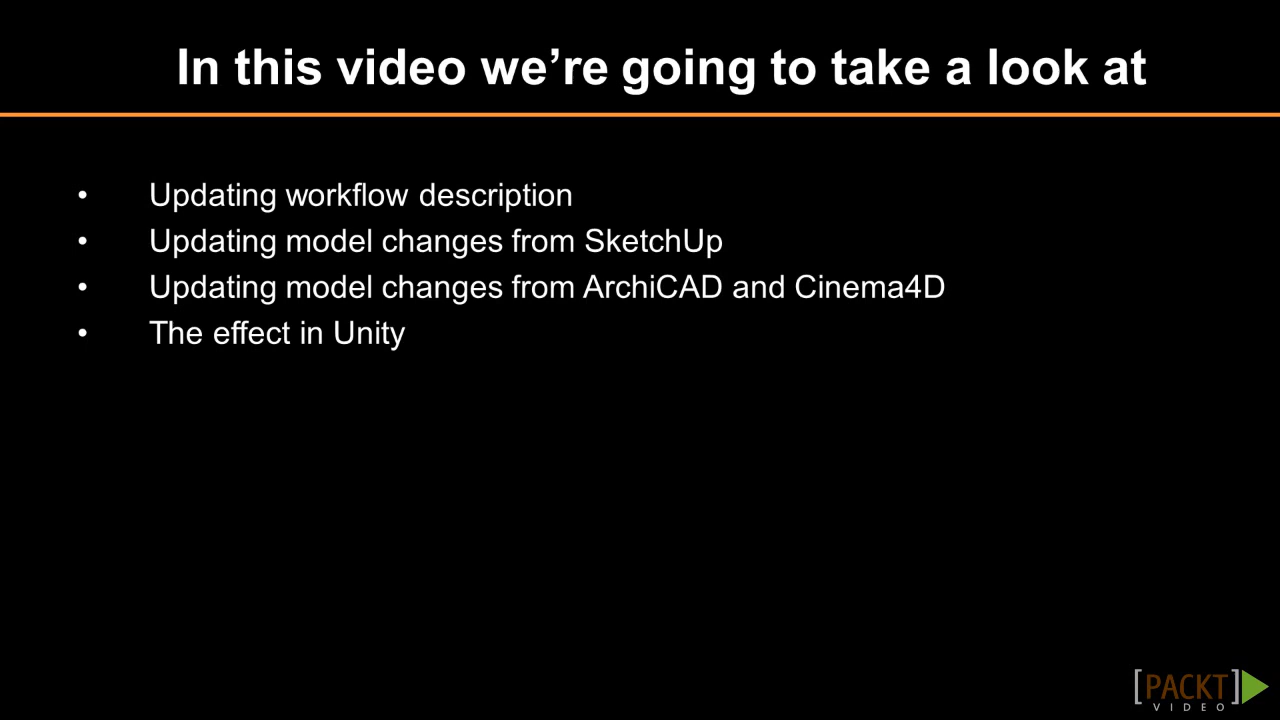 In this video we’re going to take a look at
• Updating workflow description
• Updating model changes from SketchUp
• Updating model changes from ArchiCAD and Cinema4D
• The effect in Unity
[PACKT]
VIDEO